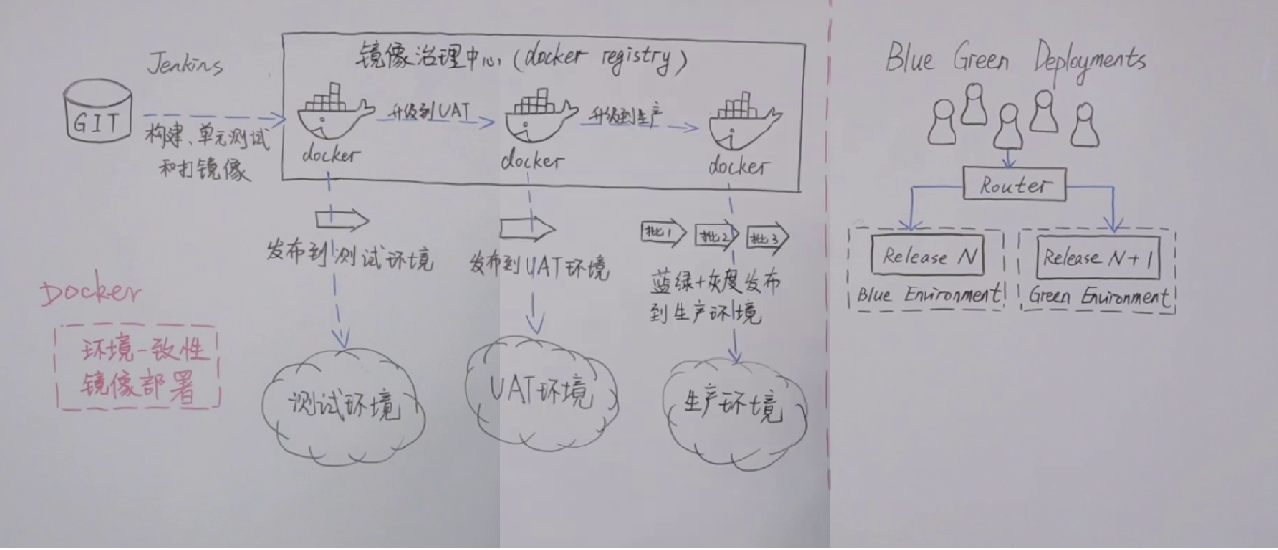 Jenkins
GIT
构建、单元测试
和打镜像
镜像治理中心(docker registry)
升级到UAT
升级到生产
docker
docker
docker
发布到测试环境
发布到UAT环境
批1
批2
批3
蓝绿+灰度发布
到生产环境
Docker
环境一致性
镜像部署
测试环境
UAT环境
生产环境
Blue Green Deployments
Router
Release N
Release N+1
Blue Environment
Green Environment